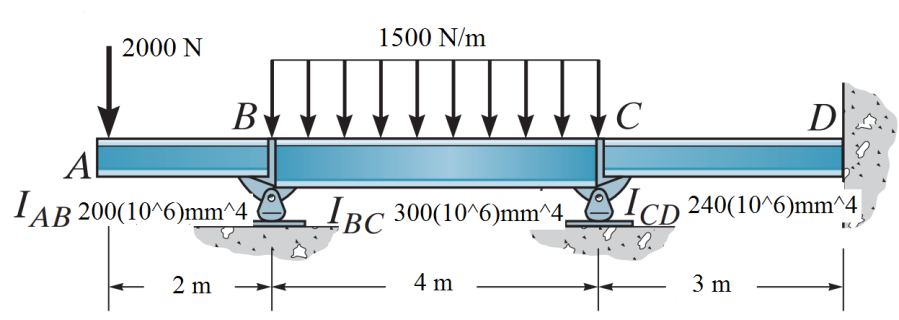 2000 N
1500 N/m
B
C
D
A
I_AB 200(10^6)mm^4
I_BC 300(10^6)mm^4
I_CD 240(10^6)mm^4
2 m
4 m
3 m